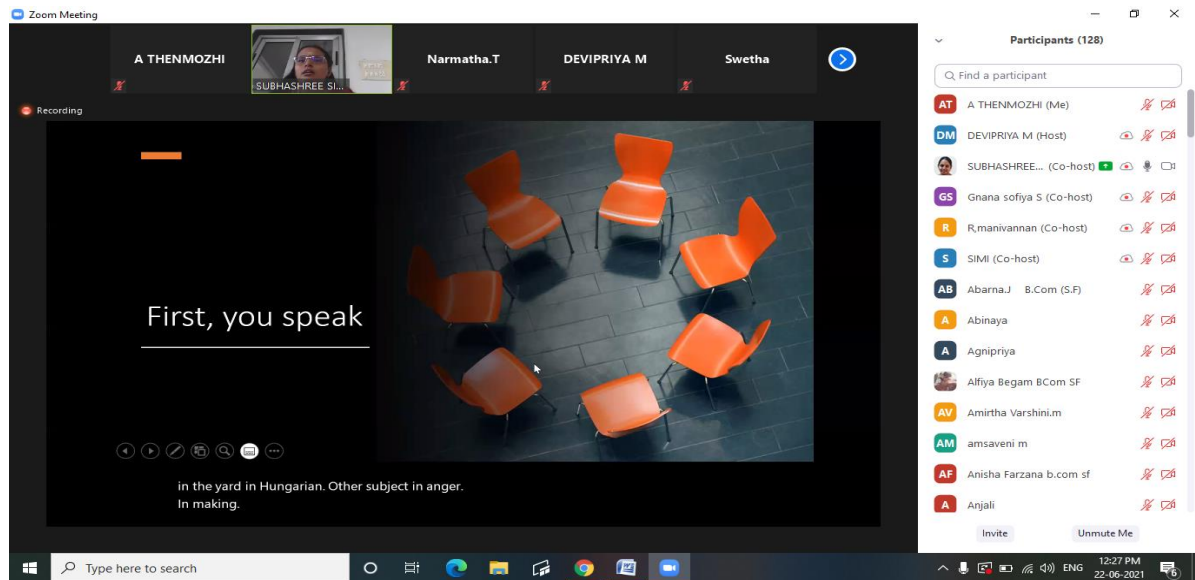 Zoom Meeting
A THENMOZHI
SUBHASHREE SI...
Narmatha.T
DEVIPRIYA M
Swetha
Recording
First, you speak
in the yard in Hungarian. Other subject in anger.
In making.
Participants (128)
Find a participant
AT A THENMOZHI (Me)
DM DEVIPRIYA M (Host)
SUBHASHREE... (Co-host)
GS Gnana sofiya S (Co-host)
R R,manivannan (Co-host)
S SIMI (Co-host)
AB Abarna.J B.Com (S.F)
A Abinaya
A Agnipriya
Alfiya Begam BCom SF
AV Amirtha Varshini.m
AM amsaveni m
AF Anisha Farzana b.com sf
A Anjali
Invite
Unmute Me
Type here to search
ENG
12:27 PM
22-06-2021
6